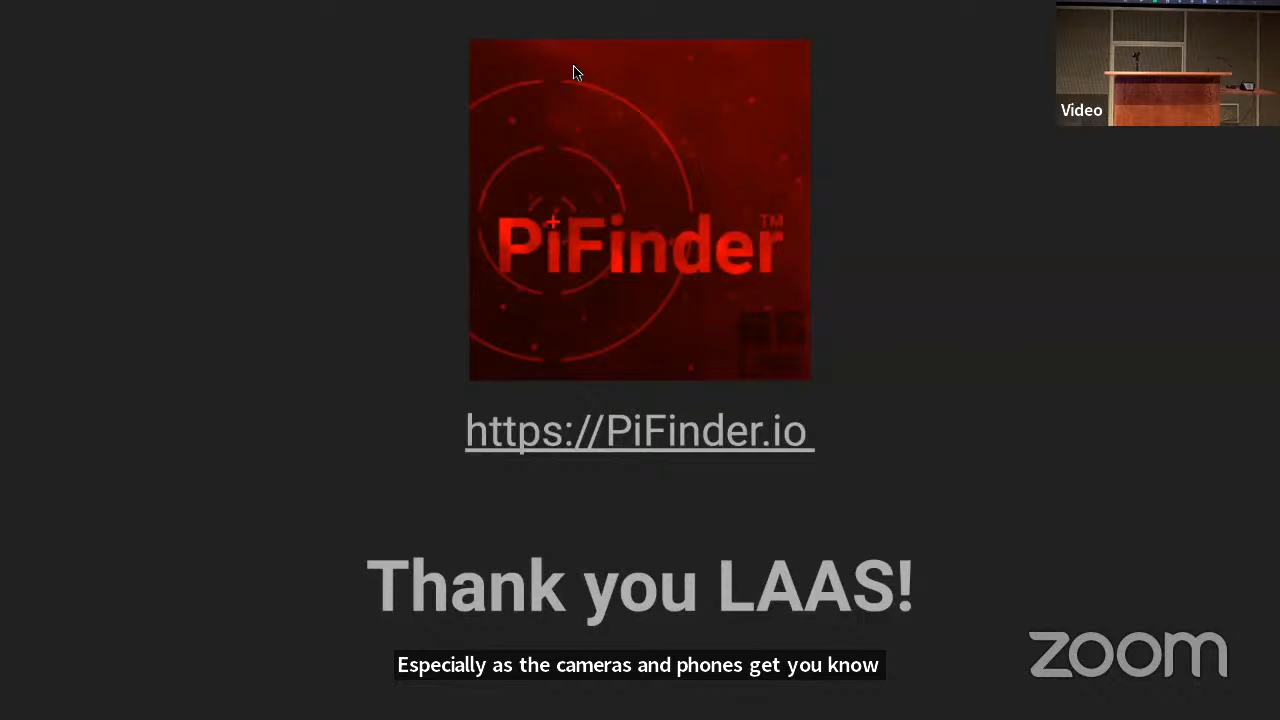 Video
PiFinder™
https://PiFinder.io
Thank you LAAS!
Especially as the cameras and phones get you know
zoom